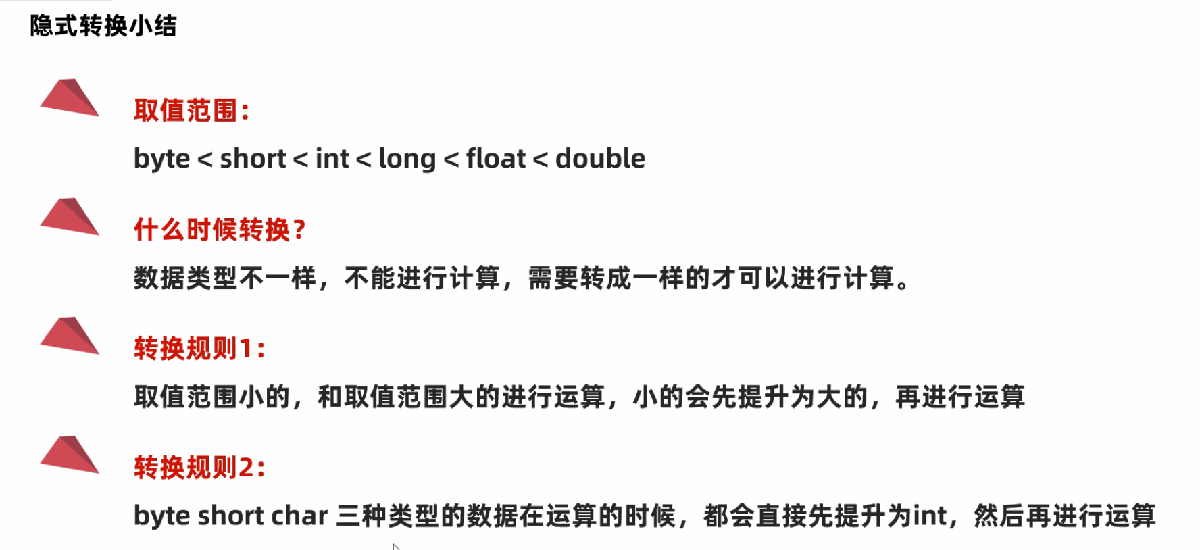 隐式转换小结
取值范围：
byte < short < int < long < float < double
什么时候转换？
数据类型不一样，不能进行计算，需要转成一样的才可以进行计算。
转换规则1：
取值范围小的，和取值范围大的进行运算，小的会先提升为大的，再进行运算
转换规则2：
byte short char 三种类型的数据在运算的时候，都会直接先提升为int，然后再进行运算